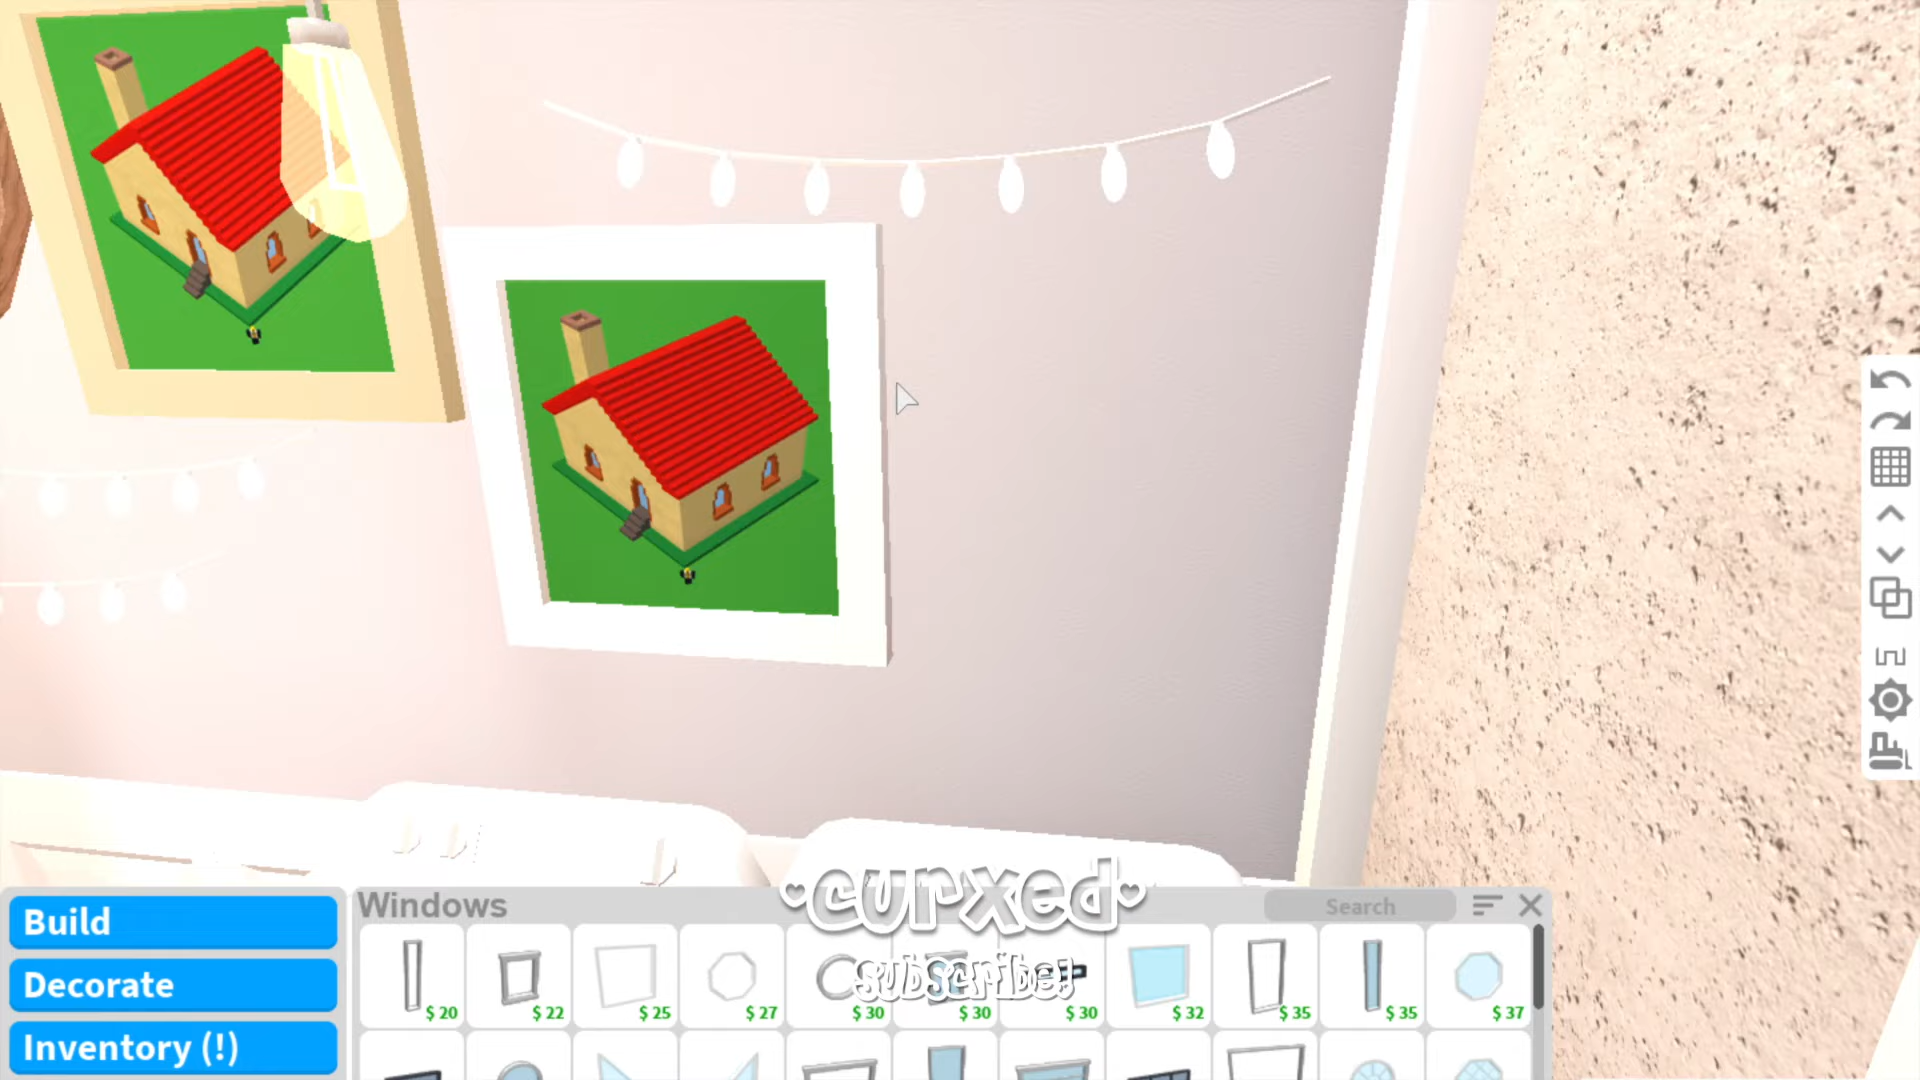 Build
Decorate
Inventory (!)
Windows
Search
curxed
subscribe!
$ 20
$ 22
$ 25
$ 27
$ 30
$ 30
$ 30
$ 32
$ 35
$ 35
$ 37